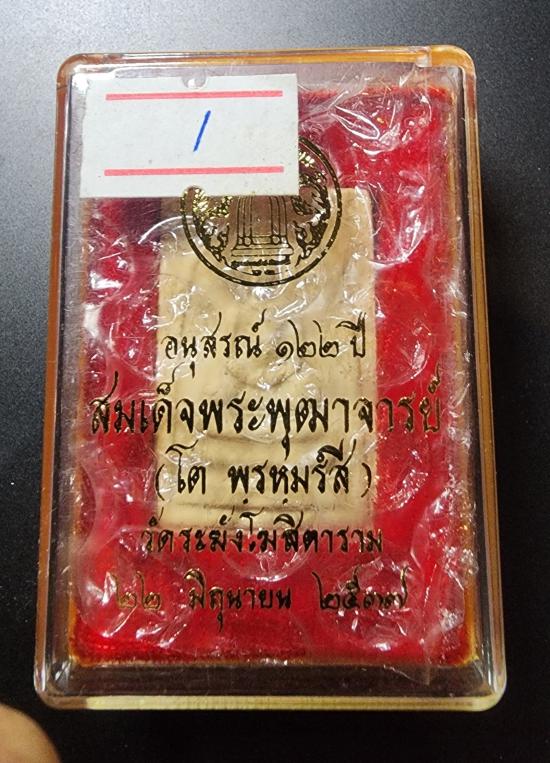 1
อนุสรณ์ ๑๒๒ ปี
สมเด็จพระพุฒาจารย์
(โต พฺรหฺมรํสี)
วัดระฆังโฆสิตาราม
๒๒ มิถุนายน ๒๕๓๗